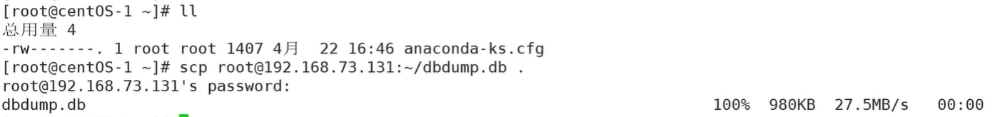 [root@centOS-1 ~]# ll
总用量 4
-rw-------. 1 root root 1407 4月  22 16:46 anaconda-ks.cfg
[root@centOS-1 ~]# scp root@192.168.73.131:~/dbdump.db .
root@192.168.73.131's password:
dbdump.db 100% 980KB 27.5MB/s 00:00